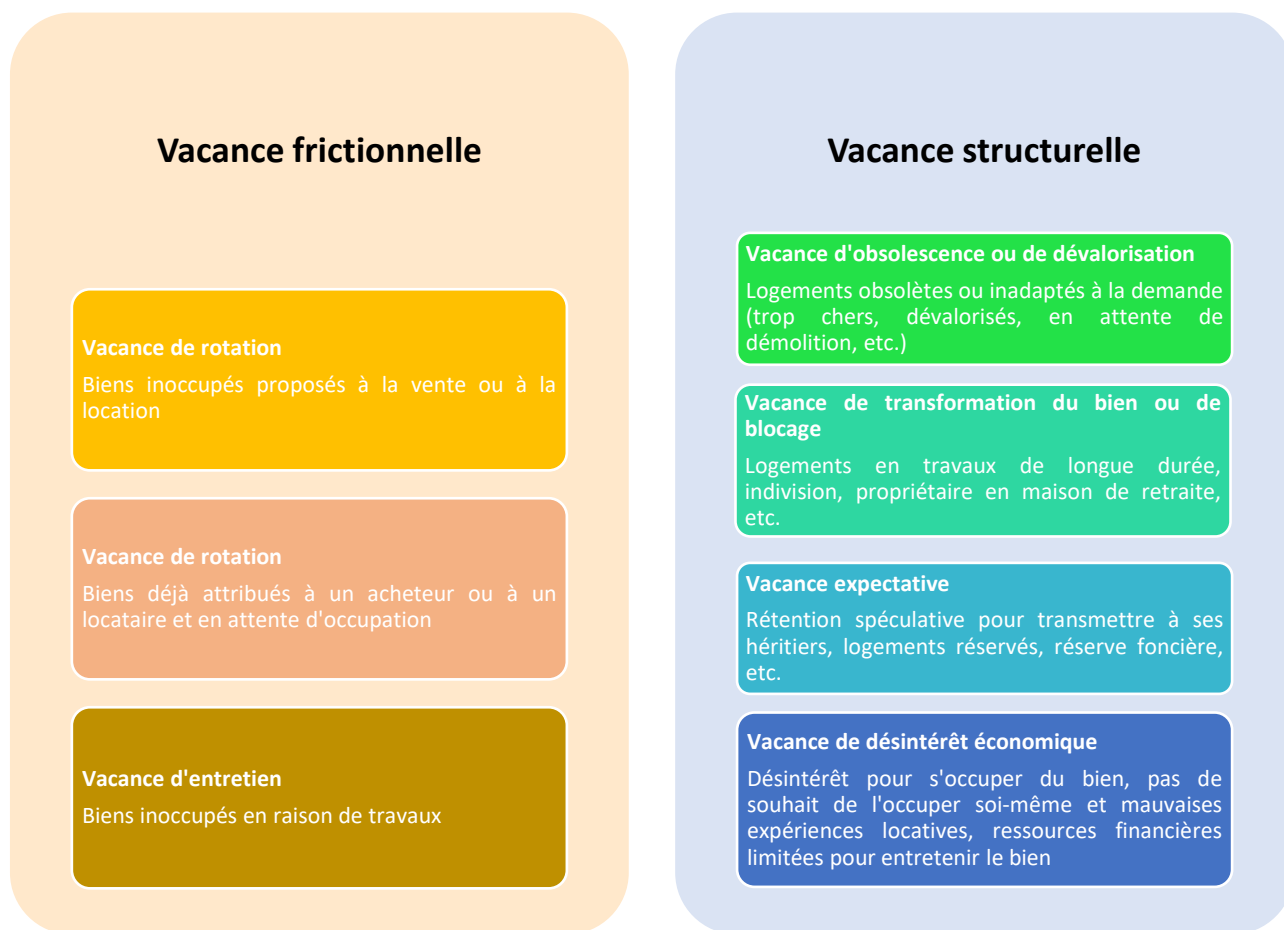 Vacance frictionnelle
Vacance de rotation
Biens inoccupés proposés à la vente ou à la
location
Vacance de rotation
Biens déjà attribués à un acheteur ou à un
locataire et en attente d'occupation
Vacance d'entretien
Biens inoccupés en raison de travaux
Vacance structurelle
Vacance d'obsolescence ou de dévalorisation
Logements obsolètes ou inadaptés à la demande
(trop chers, dévalorisés, en attente de
démolition, etc.)
Vacance de transformation du bien ou de
blocage
Logements en travaux de longue durée,
indivision, propriétaire en maison de retraite,
etc.
Vacance expectative
Rétention spéculative pour transmettre à ses
héritiers, logements réservés, réserve foncière,
etc.
Vacance de désintérêt économique
Désintérêt pour s'occuper du bien, pas de
souhait de l'occuper soi-même et mauvaises
expériences locatives, ressources financières
limitées pour entretenir le bien